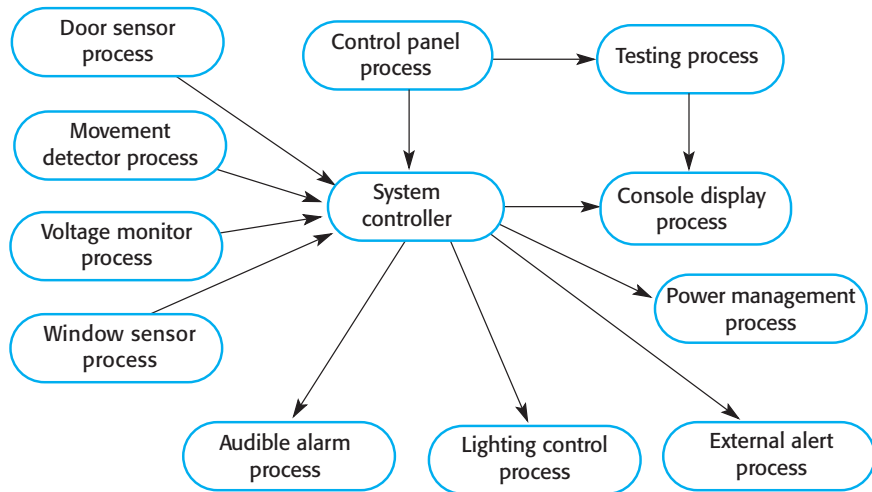 Door sensor
process
Control panel
process
Testing process
Movement
detector process
System
controller
Console display
process
Voltage monitor
process
Power management
process
Window sensor
process
Audible alarm
process
Lighting control
process
External alert
process